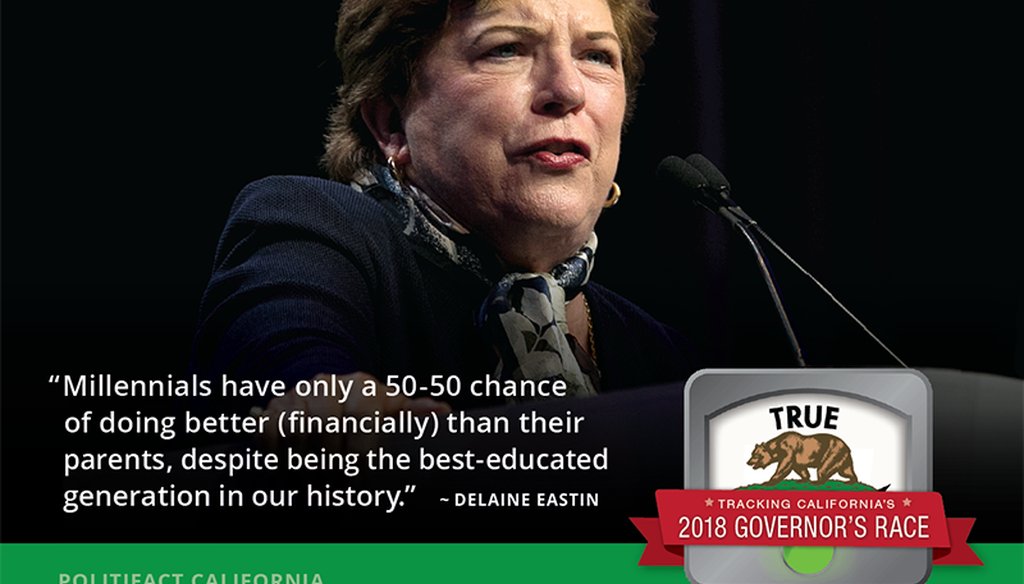 “Millennials have only a 50-50 chance
of doing better (financially) than their
parents, despite being the best-educated
generation in our history.” ~ DELAINE EASTIN
TRUE
TRACKING CALIFORNIA'S
2018 GOVERNOR'S RACE
POLITIFACT CALIFORNIA